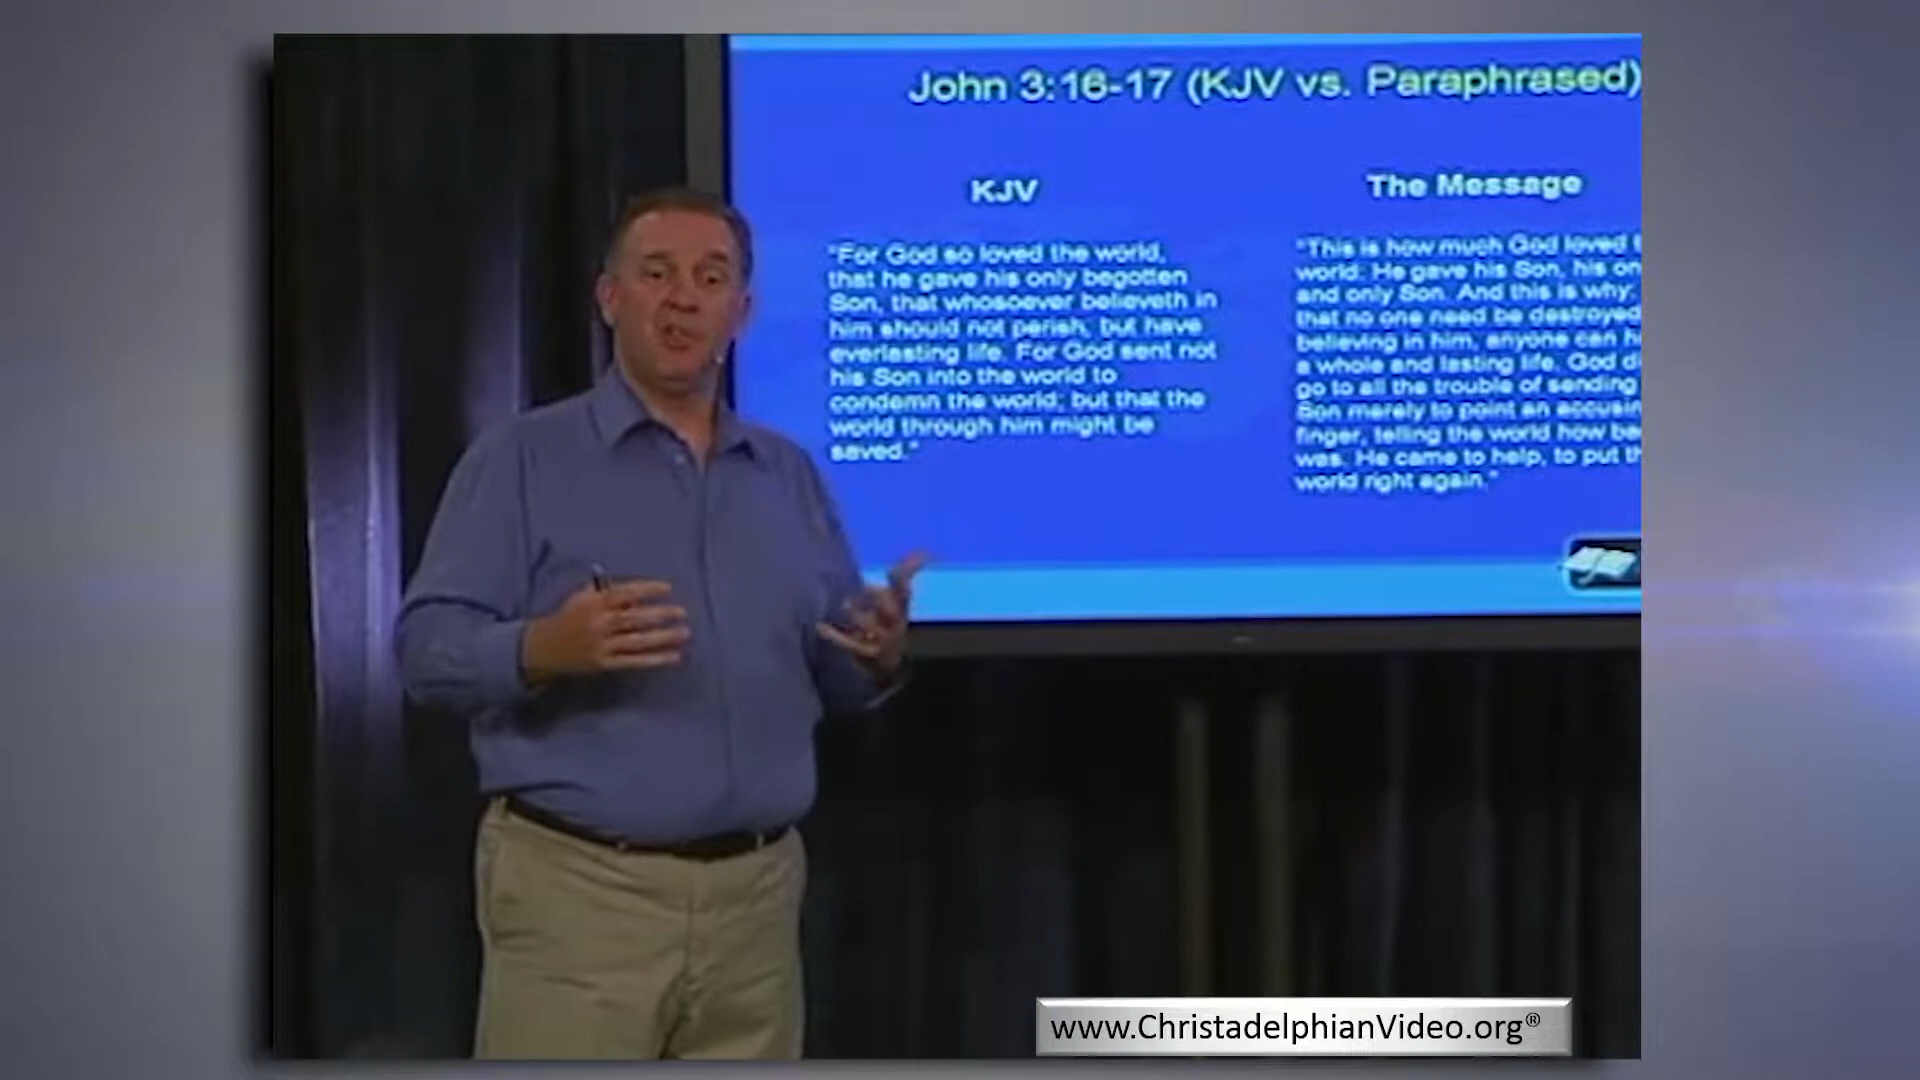 John 3:16-17 (KJV vs. Paraphrased)
KJV
"For God so loved the world,
that he gave his only begotten
Son, that whosoever believeth in
him should not perish, but have
everlasting life. For God sent not
his Son into the world to
condemn the world; but that the
world through him might be
saved."
The Message
"This is how much God loved t
world: He gave his Son, his on
and only Son. And this is why:
that no one need be destroyed
believing in him, anyone can h
a whole and lasting life. God di
go to all the trouble of sending
Son merely to point an accusin
finger, telling the world how ba
was. He came to help, to put th
world right again."
www.ChristadelphianVideo.org®